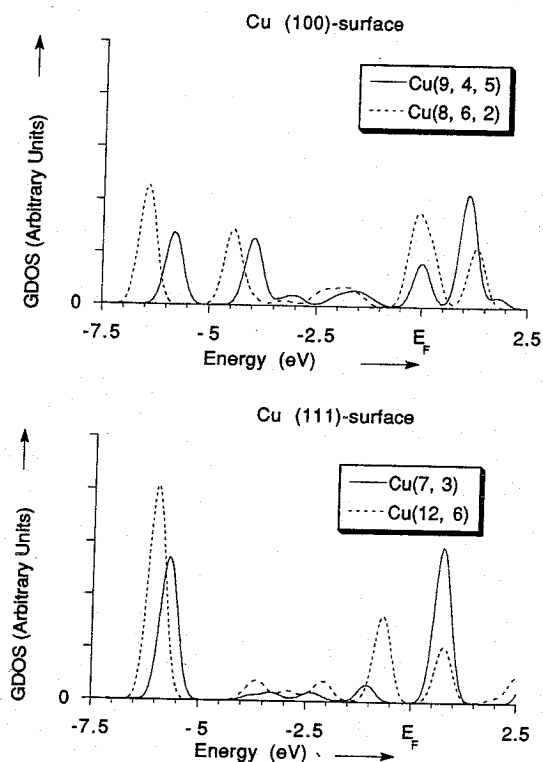 Cu (100)-surface
GDOS (Arbitrary Units)
Cu(9, 4, 5)
Cu(8, 6, 2)
0
-7.5 -5 -2.5 E_F 2.5
Energy (eV)
Cu (111)-surface
GDOS (Arbitrary Units)
Cu(7, 3)
Cu(12, 6)
0
-7.5 -5 -2.5 E_F 2.5
Energy (eV)